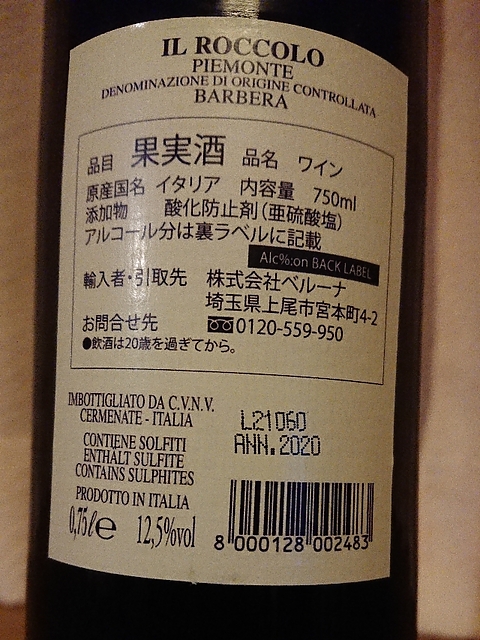 IL ROCCOLO
PIEMONTE
DENOMINAZIONE DI ORIGINE CONTROLLATA
BARBERA
品目 果実酒 品名 ワイン
原産国名 イタリア 内容量 750ml
添加物 酸化防止剤(亜硫酸塩)
アルコール分は裏ラベルに記載
Alc%:on BACK LABEL
輸入者・引取先 株式会社ベルーナ
埼玉県上尾市宮本町4-2
お問合せ先 0120-559-950
●飲酒は20歳を過ぎてから。
IMBOTTIGLIATO DA C.V.N.V.
CERMENATE - ITALIA
CONTIENE SOLFITI
ENTHALT SULFITE
CONTAINS SULPHITES
PRODOTTO IN ITALIA
0,75ℓe 12,5%vol
L21060
ANN.2020
8 000128 002483